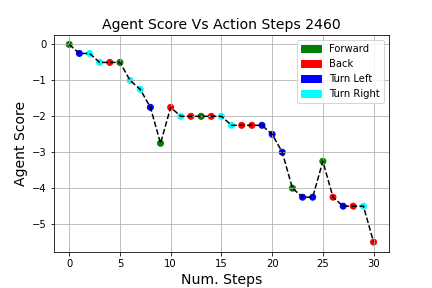 Agent Score Vs Action Steps 2460
Agent Score
0
−1
−2
−3
−4
−5
Forward
Back
Turn Left
Turn Right
0 5 10 15 20 25 30
Num. Steps